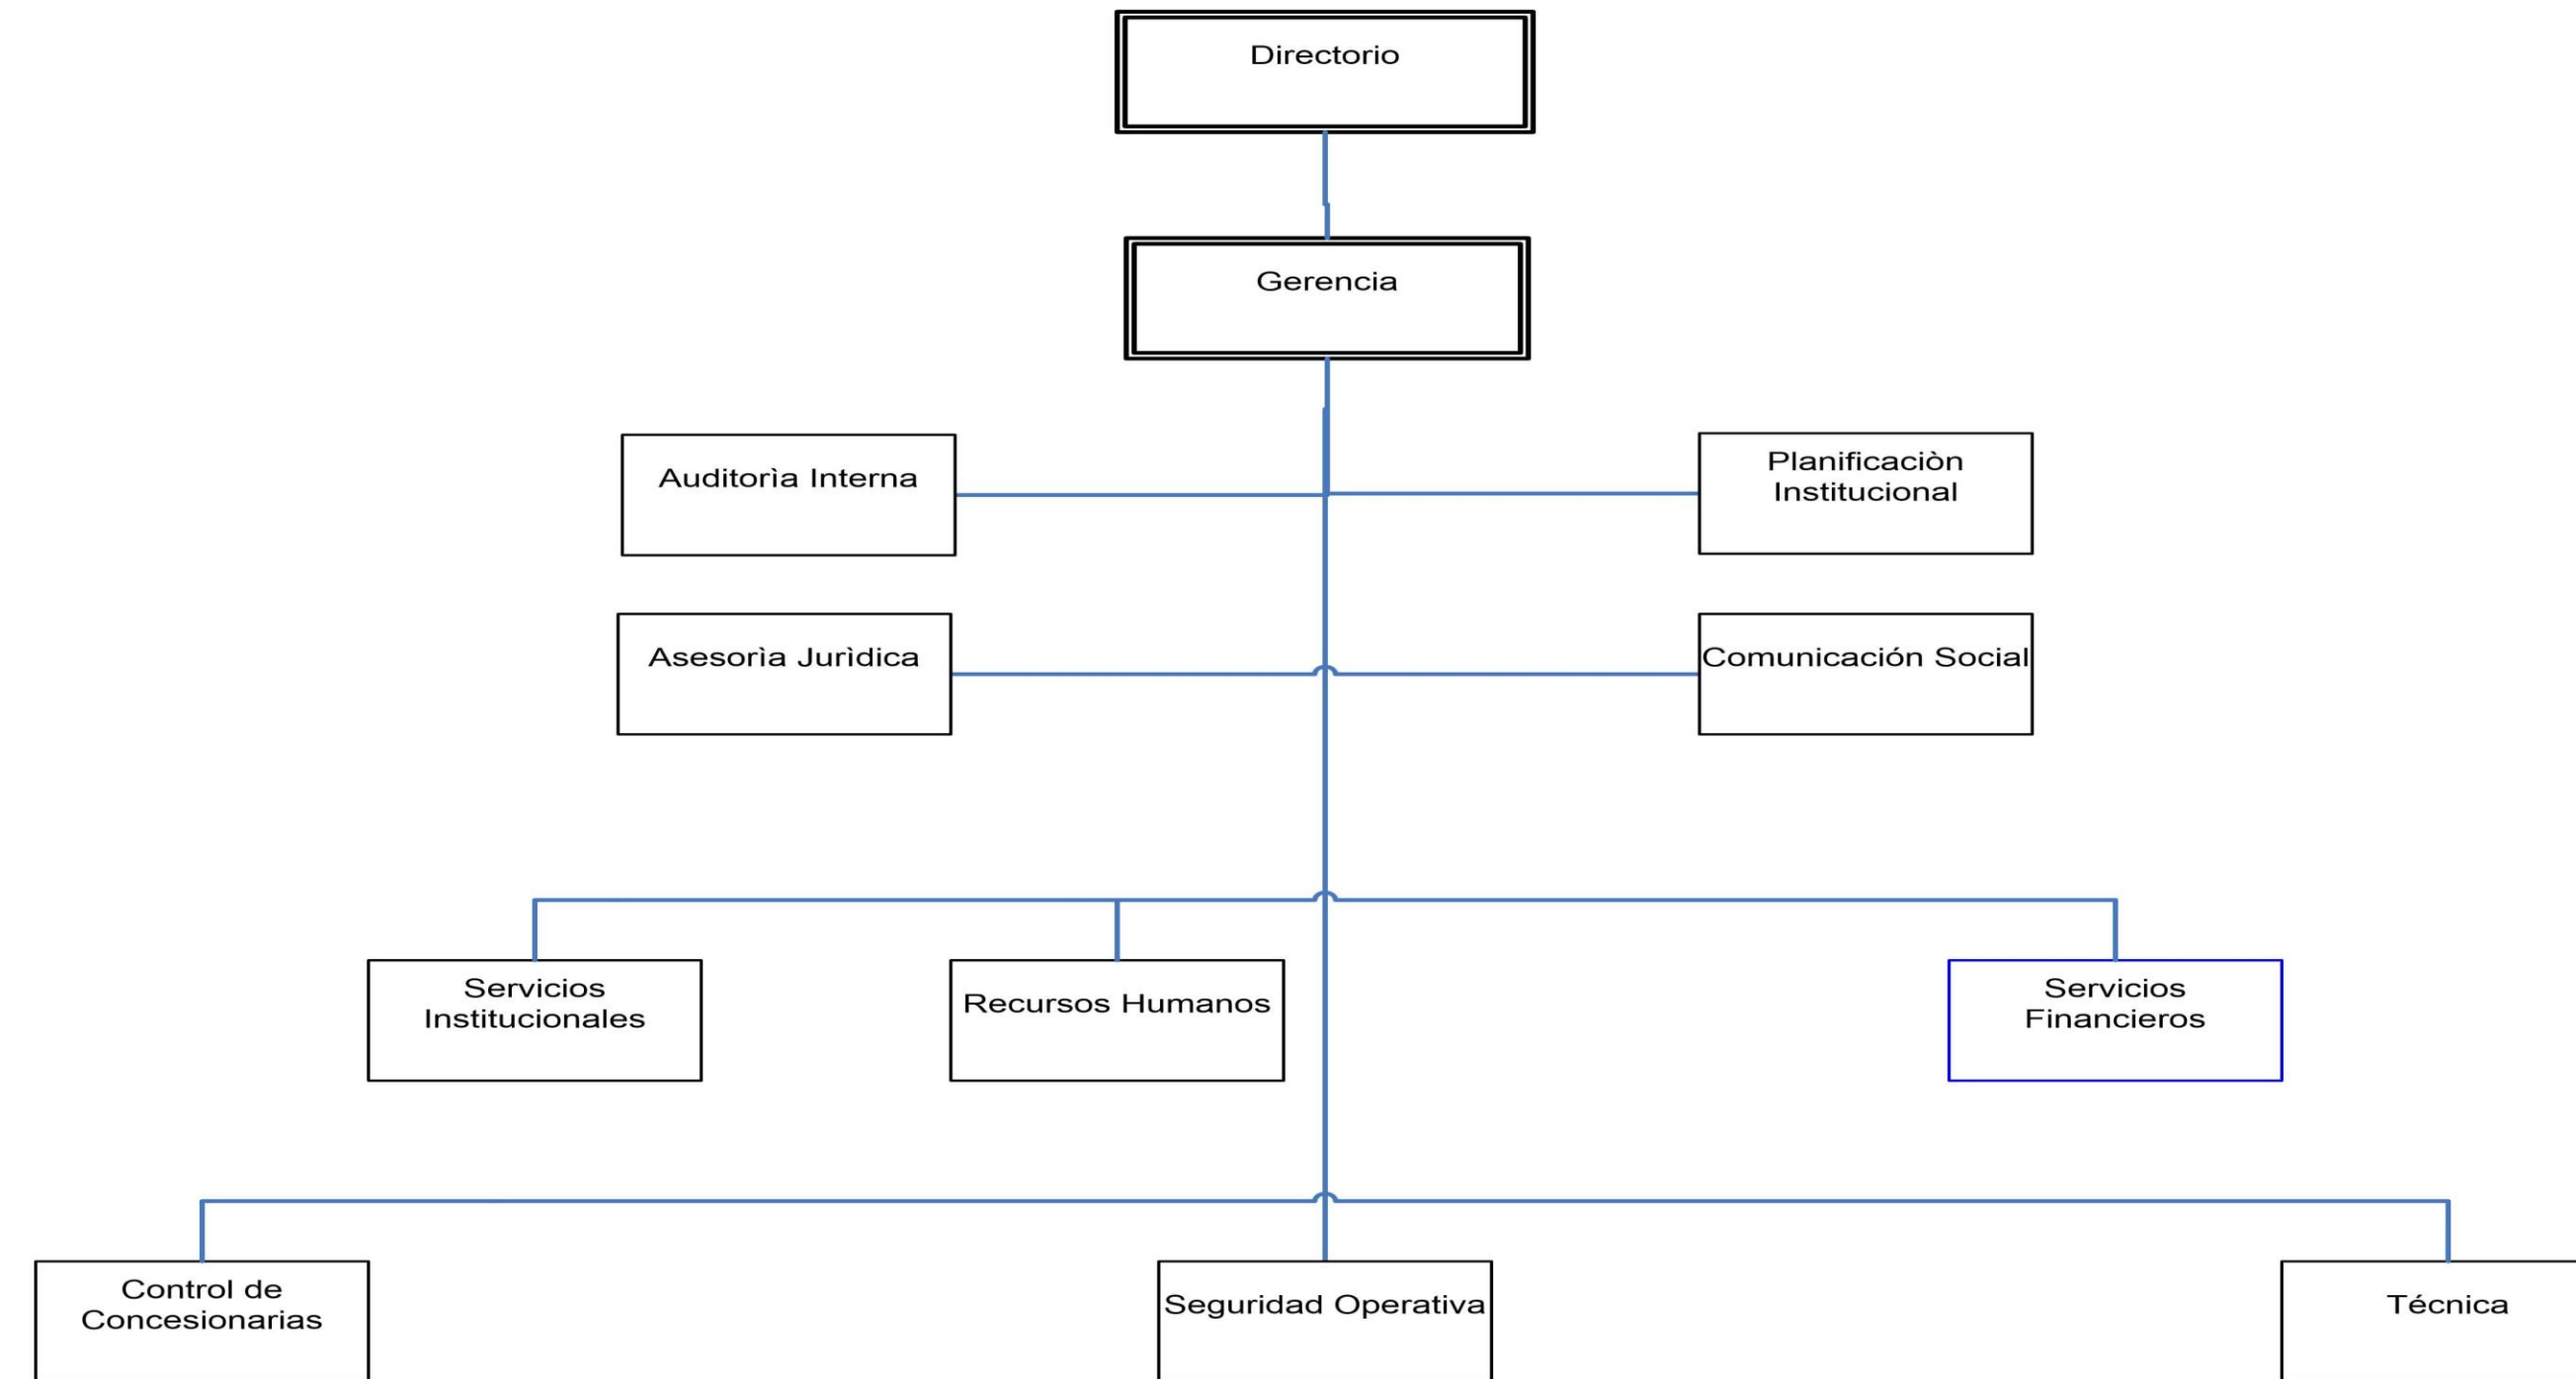 Directorio
Gerencia
Auditorìa Interna
Planificaciòn
Institucional
Asesorìa Jurìdica
Comunicación Social
Servicios
Institucionales
Recursos Humanos
Servicios
Financieros
Control de
Concesionarias
Seguridad Operativa
Técnica